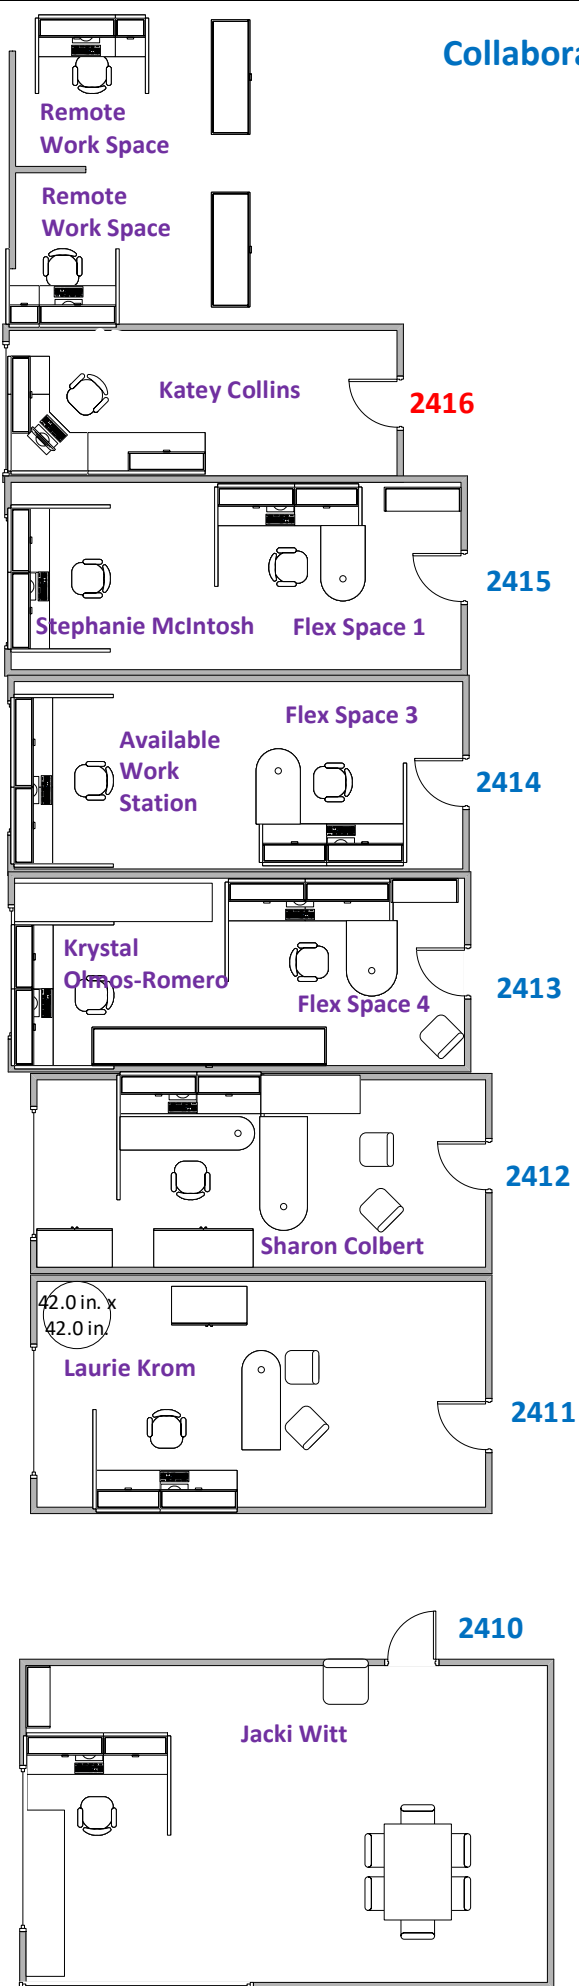 Collabora
Remote
Work Space
Remote
Work Space
Katey Collins
2416
2415
Stephanie McIntosh
Flex Space 1
Flex Space 3
Available
Work
Station
2414
Krystal
Olmos-Romero
2413
Flex Space 4
2412
Sharon Colbert
42.0 in. x
42.0 in.
Laurie Krom
2411
2410
Jacki Witt